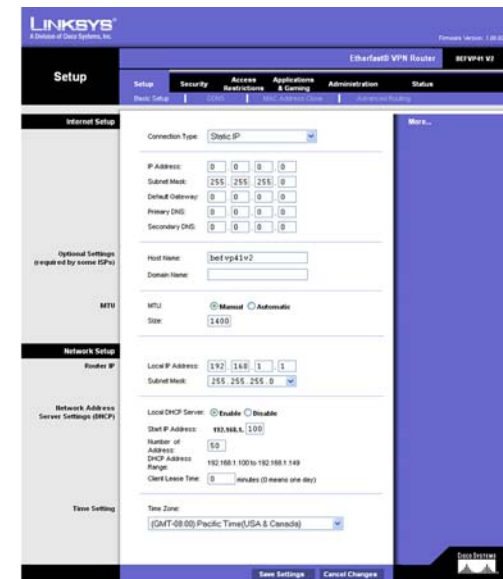 LINKSYS®
A Division of Cisco Systems, Inc.
Etherfast® VPN Router
BEFVP41 V2
Setup
Setup Security Access Restrictions Applications & Gaming Administration Status
Basic Setup DDNS MAC Address Clone Advanced Routing
Internet Setup
More...
Connection Type: Static IP
IP Address: 0 . 0 . 0 . 0
Subnet Mask: 255 . 255 . 255 . 0
Default Gateway: 0 . 0 . 0 . 0
Primary DNS: 0 . 0 . 0 . 0
Secondary DNS: 0 . 0 . 0 . 0
Optional Settings
(required by some ISPs)
Host Name: befvp41v2
Domain Name:
MTU
MTU: Manual Automatic
Size: 1400
Network Setup
Router IP
Local IP Address: 192 . 168 . 1 . 1
Subnet Mask: 255.255.255.0
Network Address
Server Settings (DHCP)
Local DHCP Server: Enable Disable
Start IP Address: 192.168.1. 100
Number of
Address: 50
DHCP Address
Range: 192.168.1.100 to 192.168.1.149
Client Lease Time: 0 minutes (0 means one day)
Time Setting
Time Zone:
(GMT-08:00) Pacific Time (USA & Canada)
Save Settings Cancel Changes
Cisco Systems